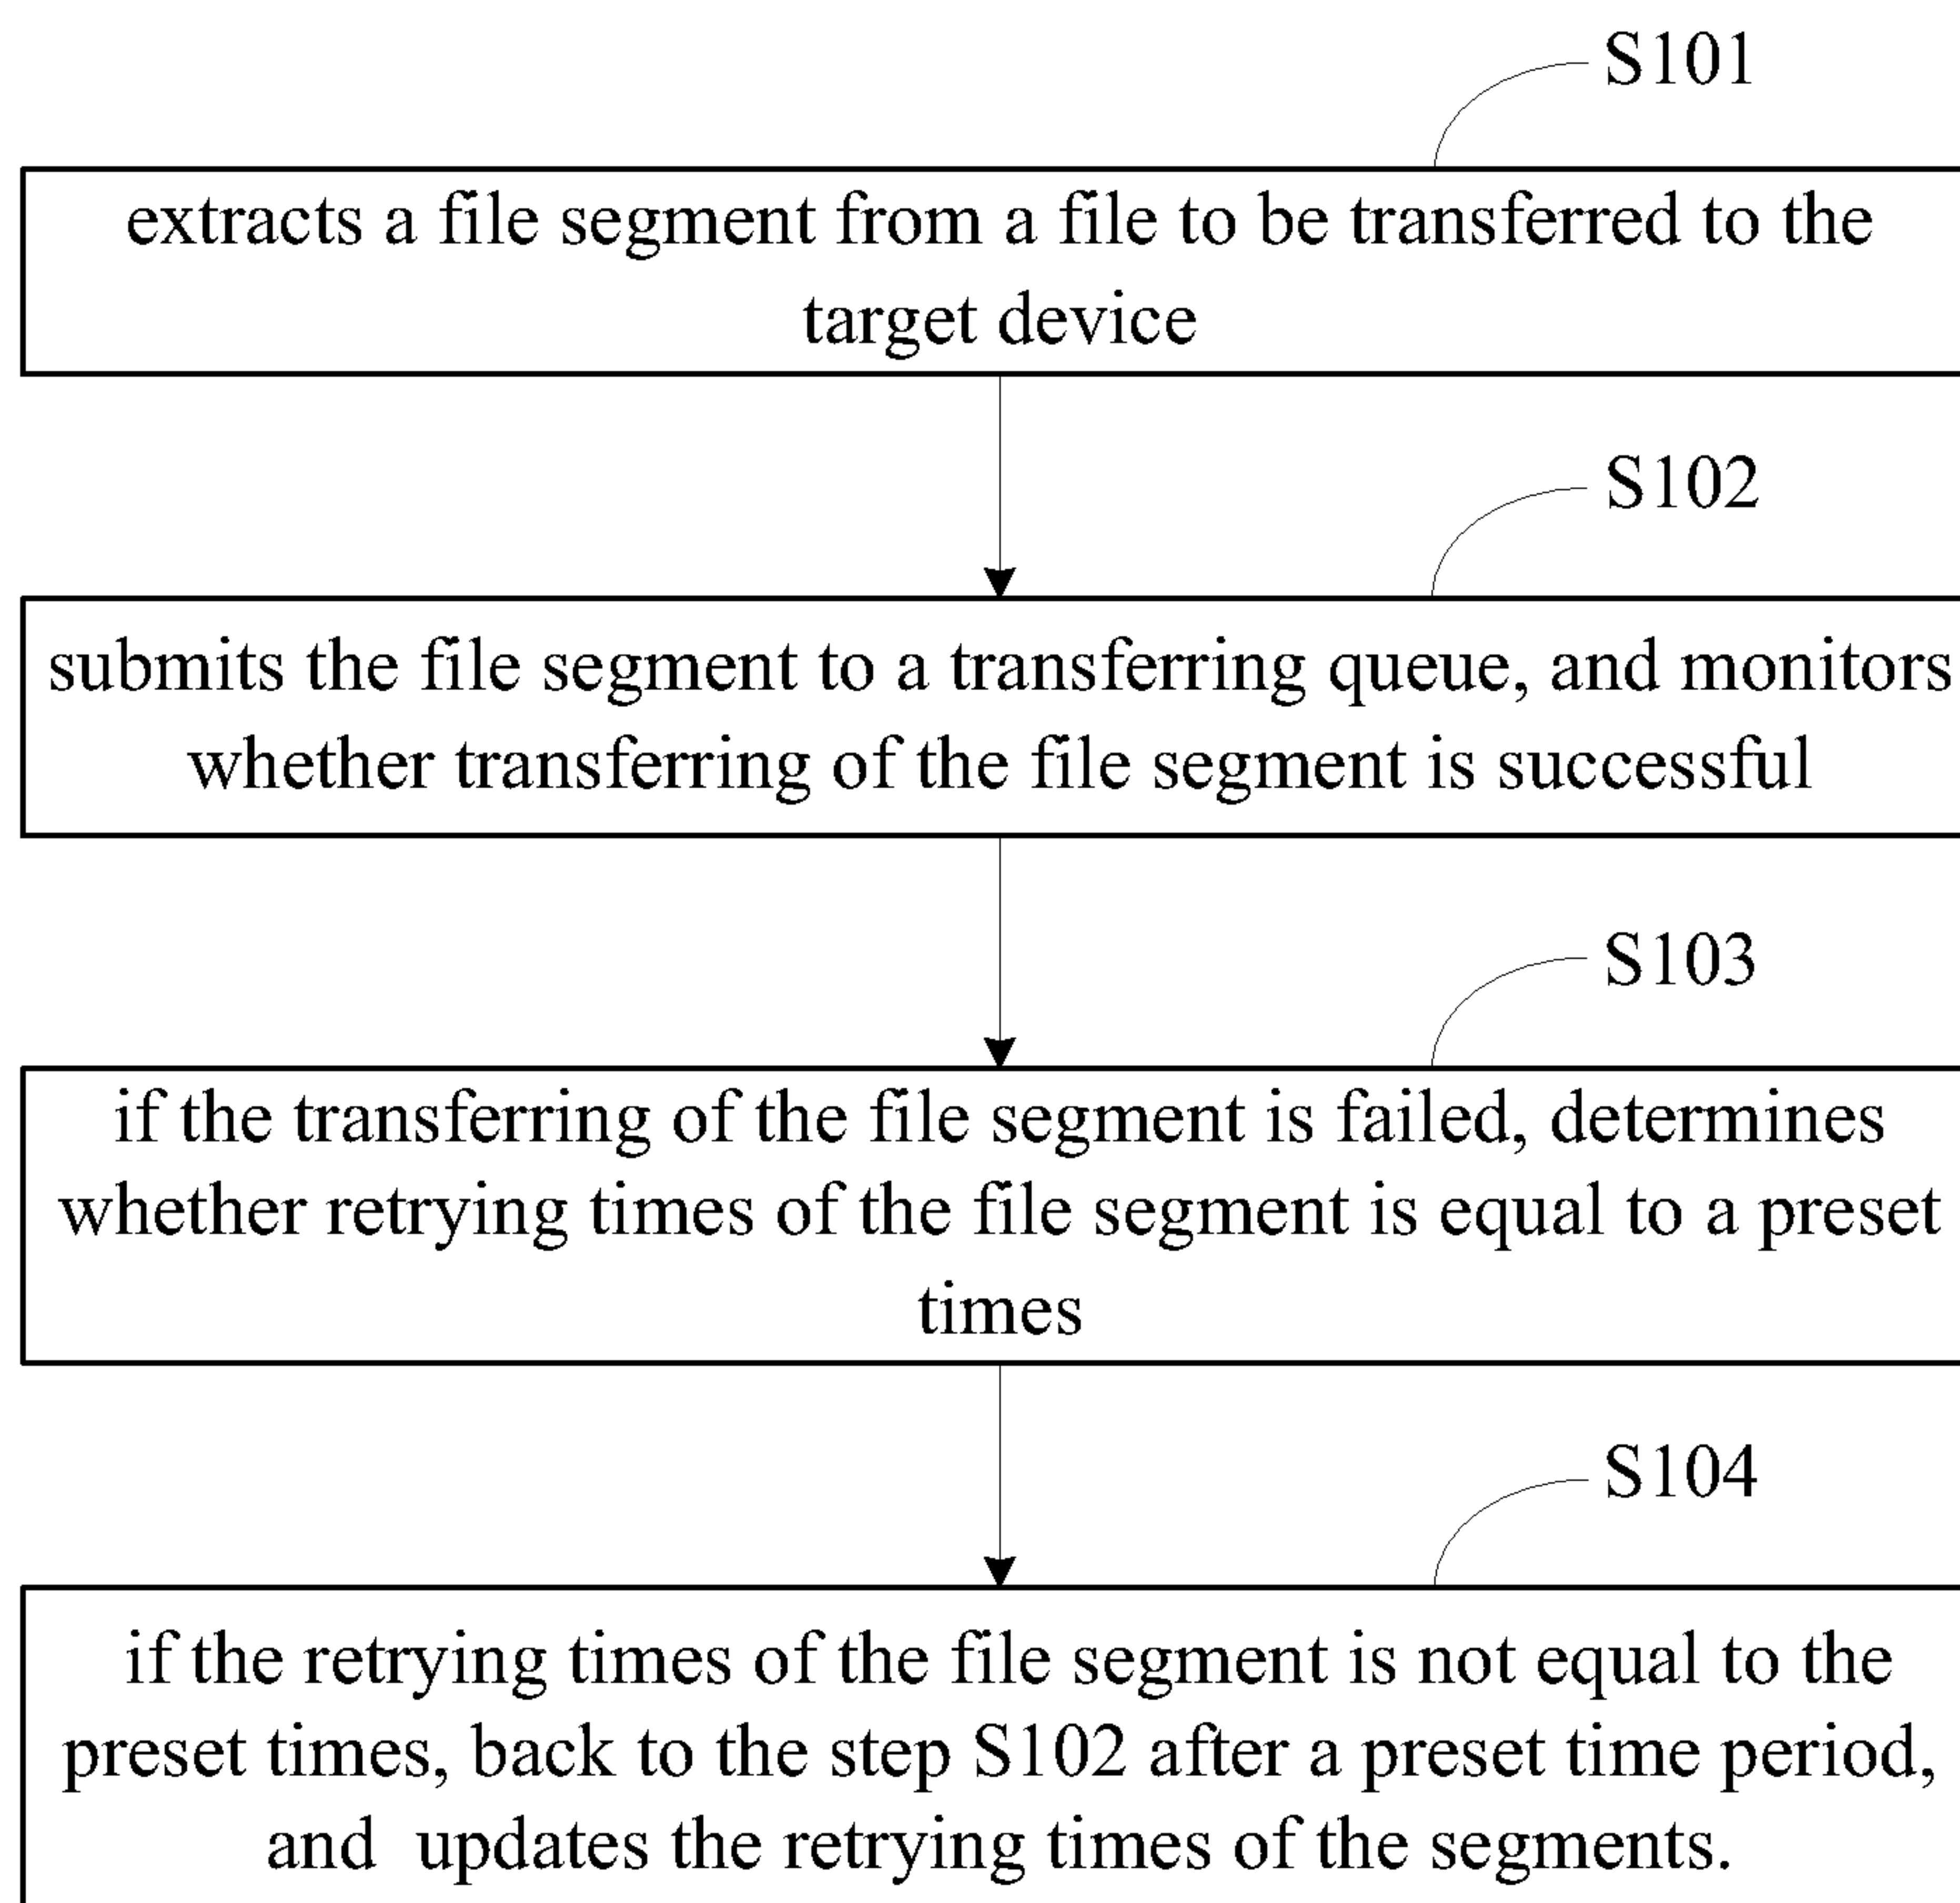 S101
extracts a file segment from a file to be transferred to the
target device
S102
submits the file segment to a transferring queue, and monitors
whether transferring of the file segment is successful
S103
if the transferring of the file segment is failed, determines
whether retrying times of the file segment is equal to a preset
times
S104
if the retrying times of the file segment is not equal to the
preset times, back to the step S102 after a preset time period,
and updates the retrying times of the segments.